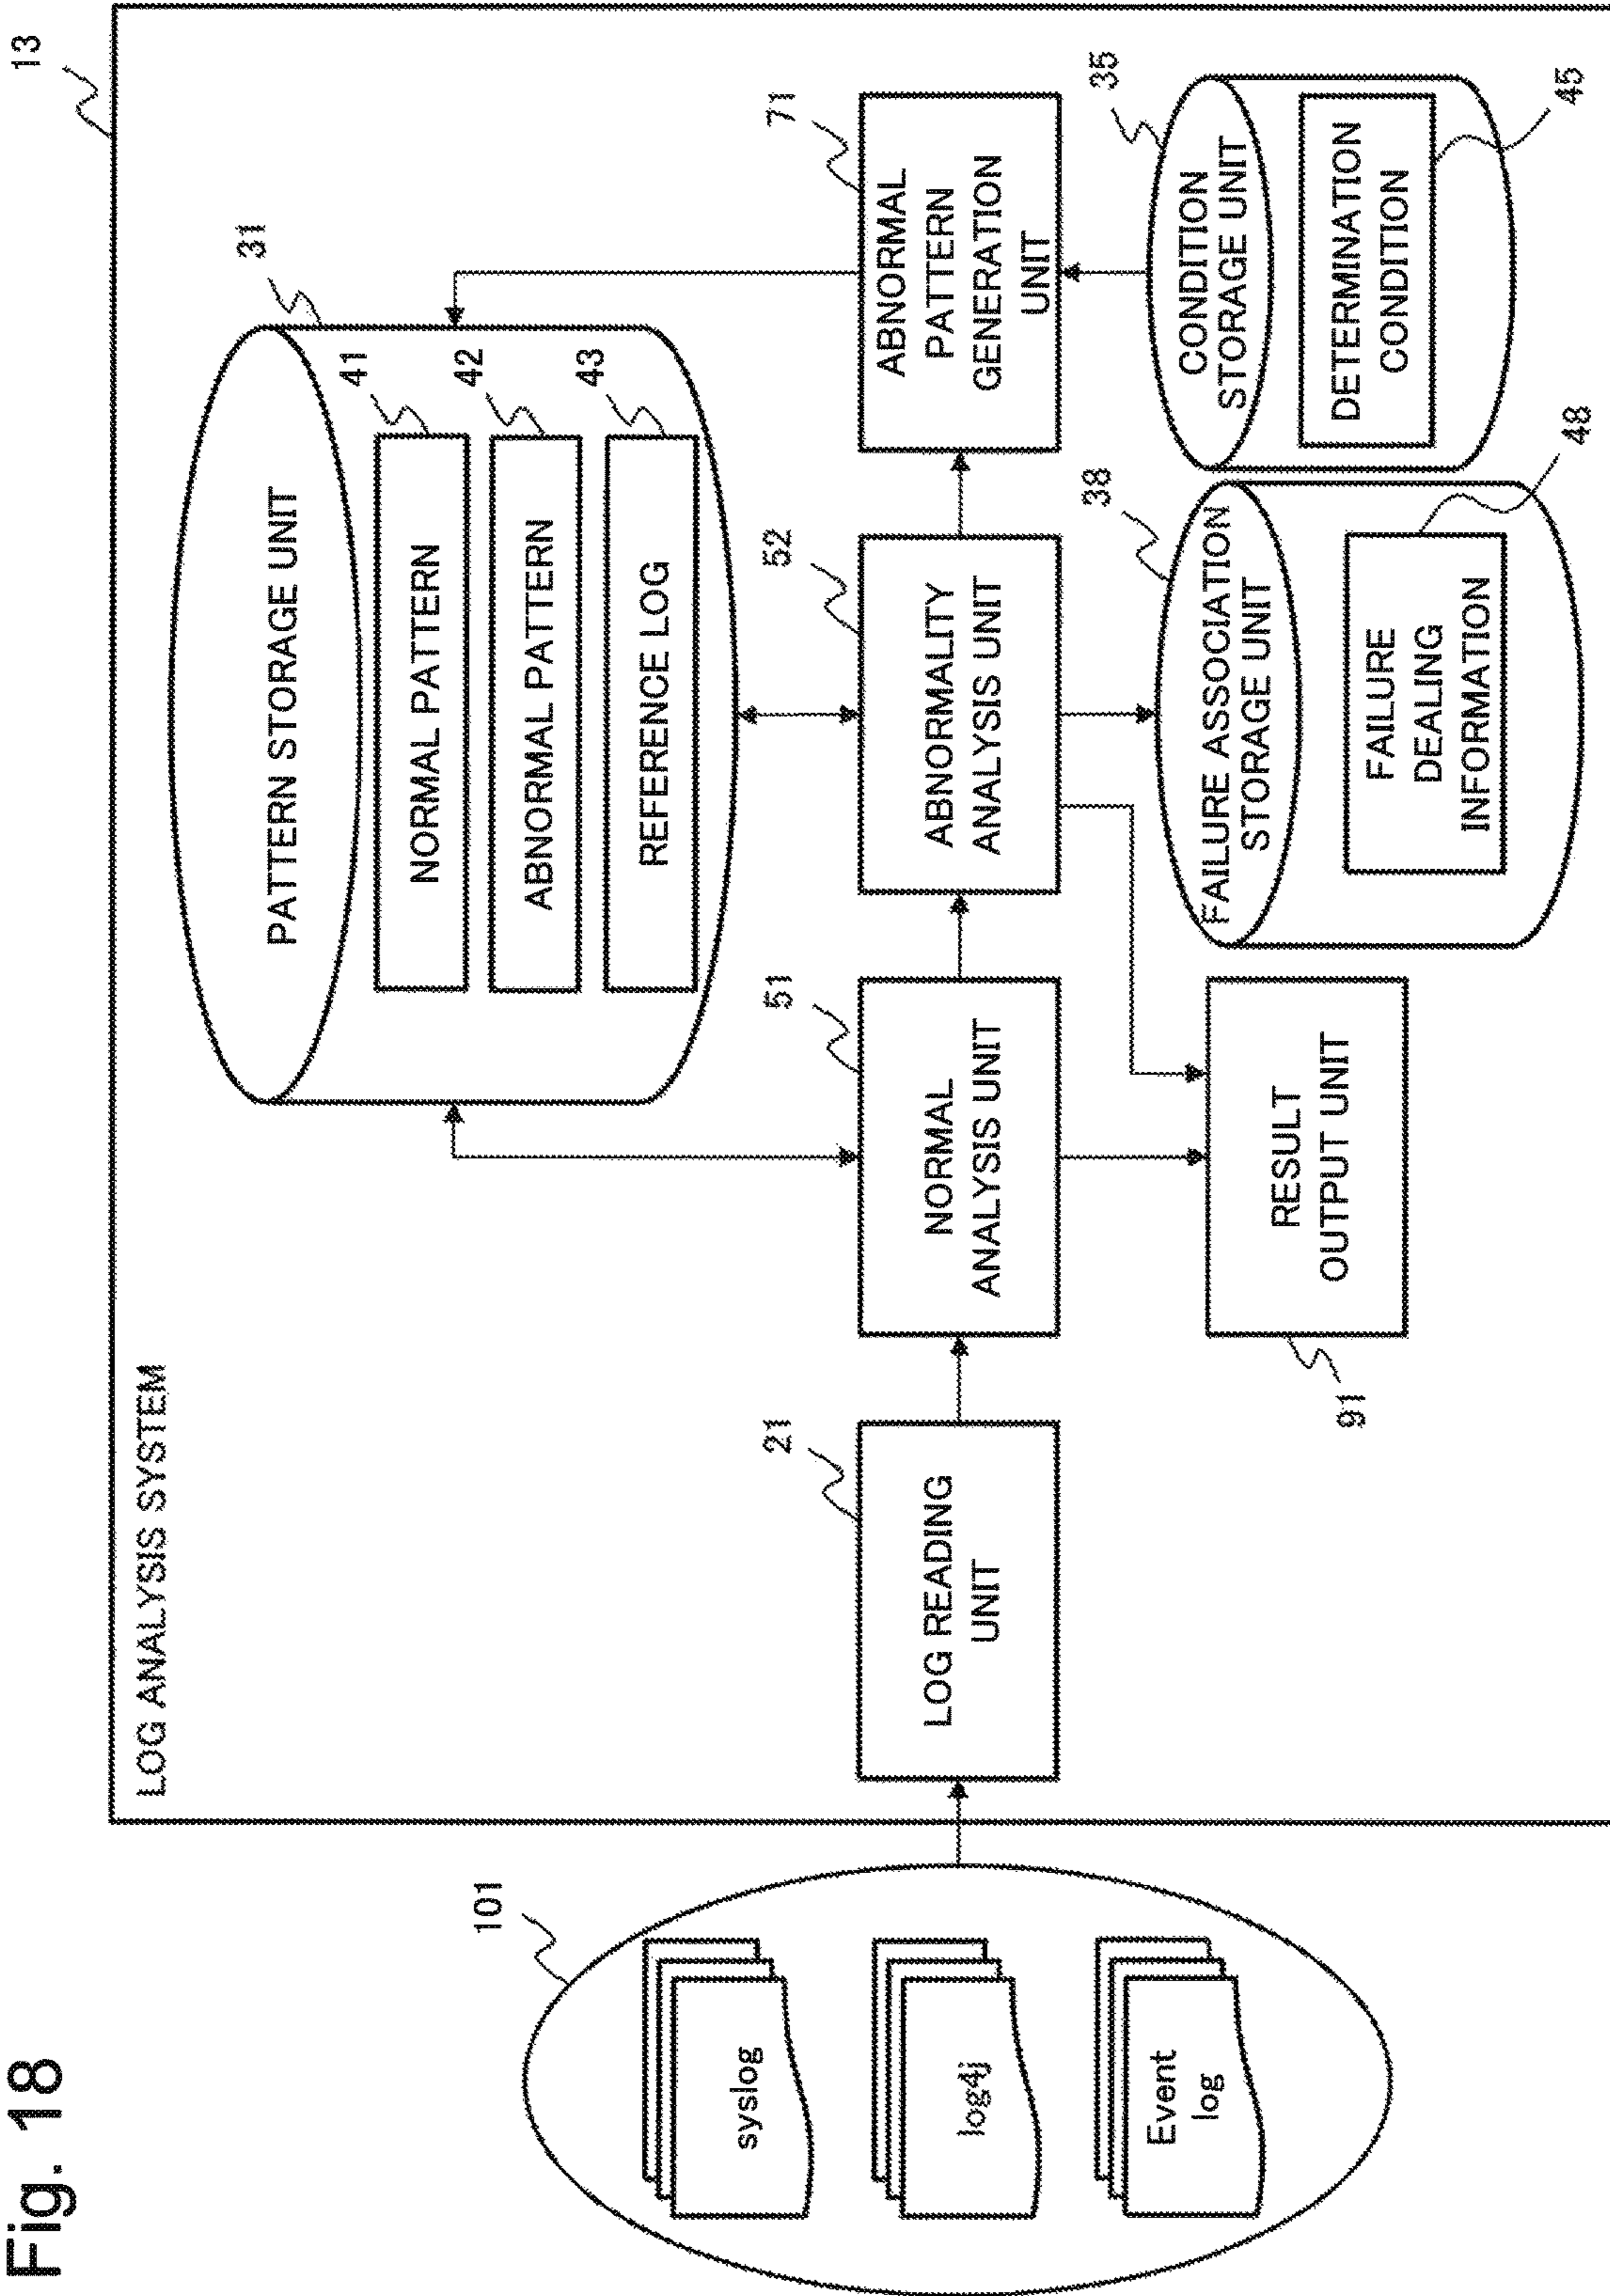 Fig. 18
13
LOG ANALYSIS SYSTEM
31
PATTERN STORAGE UNIT
41
NORMAL PATTERN
42
ABNORMAL PATTERN
43
REFERENCE LOG
101
syslog
log4j
Event
log
21
LOG READING
UNIT
51
NORMAL
ANALYSIS UNIT
52
ABNORMALITY
ANALYSIS UNIT
71
ABNORMAL
PATTERN
GENERATION
UNIT
91
RESULT
OUTPUT UNIT
38
FAILURE ASSOCIATION
STORAGE UNIT
48
FAILURE
DEALING
INFORMATION
35
CONDITION
STORAGE UNIT
45
DETERMINATION
CONDITION